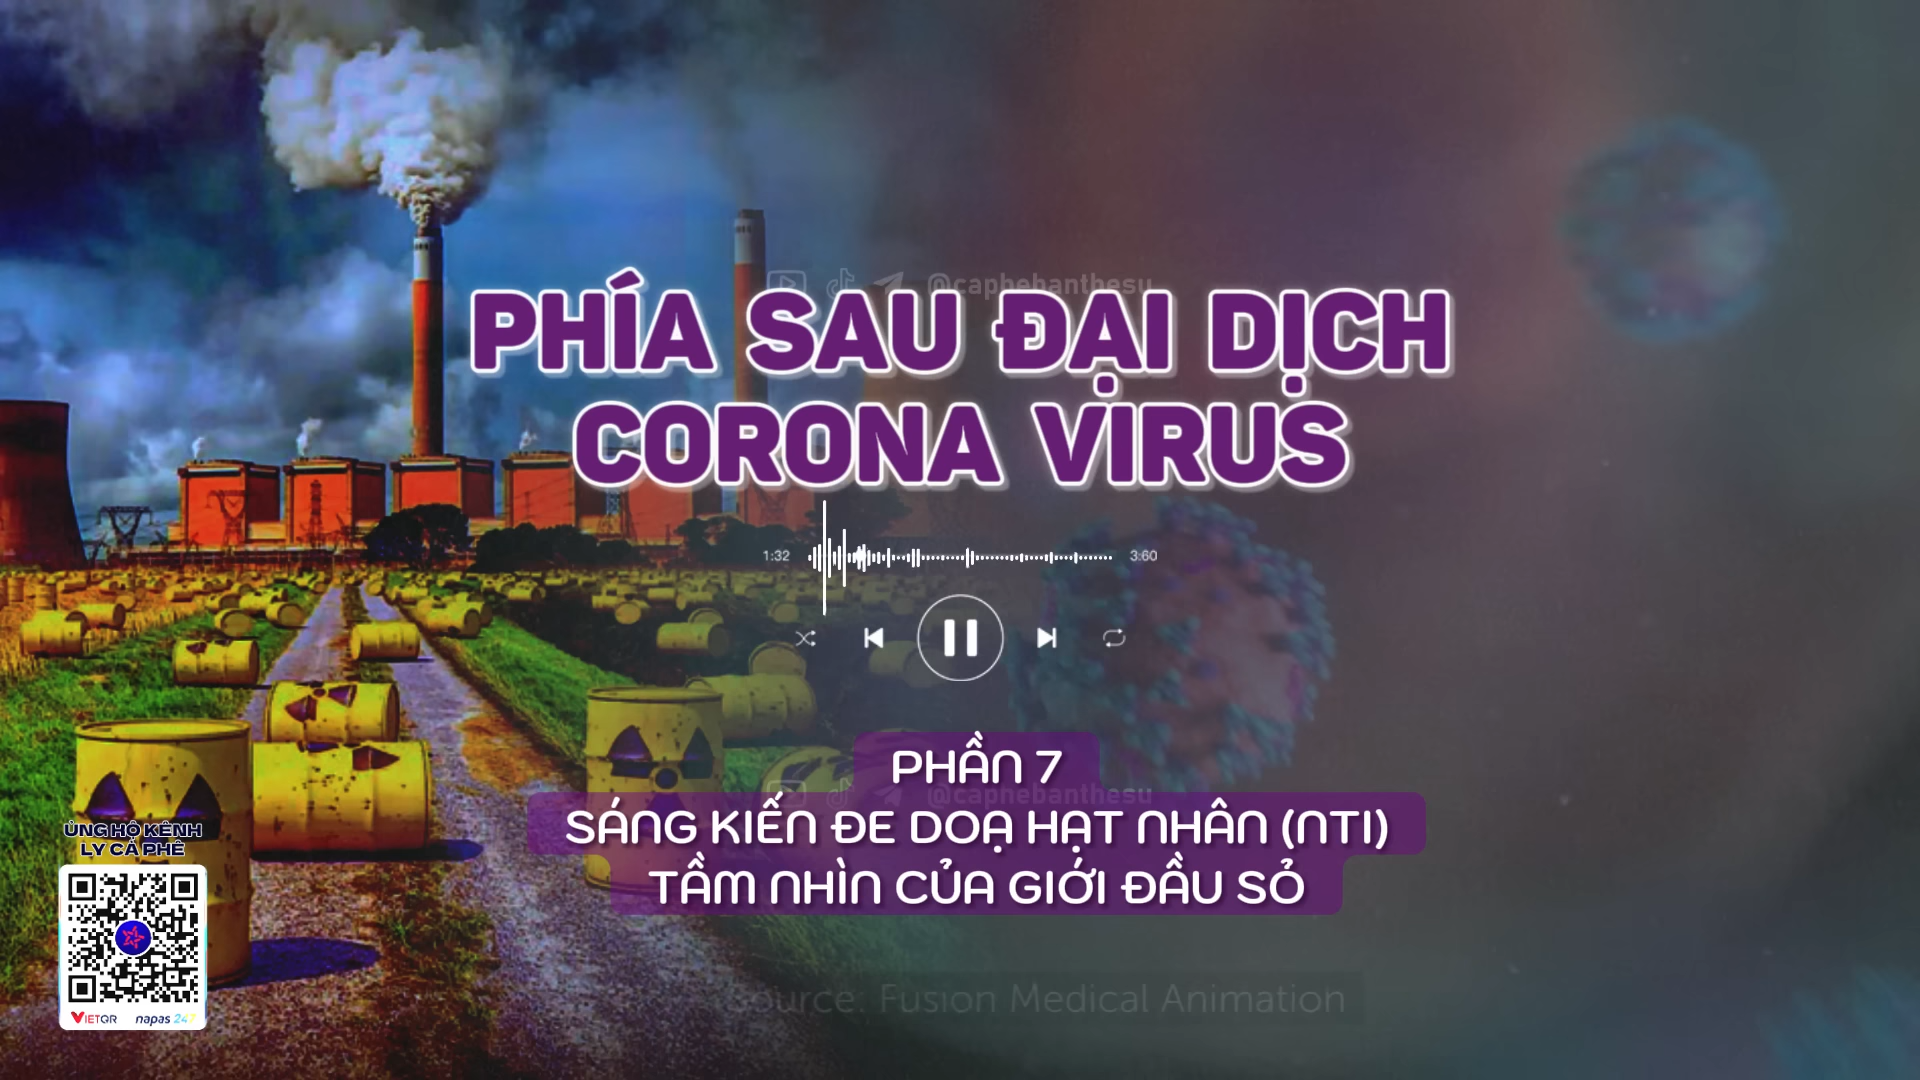 @caphebanthesu
PHÍA SAU ĐẠI DỊCH
CORONA VIRUS
1:32
3:60
PHẦN 7
@caphebanthesu
SÁNG KIẾN ĐE DOẠ HẠT NHÂN (NTI)
TẦM NHÌN CỦA GIỚI ĐẦU SỎ
ỦNG HỘ KÊNH
LY CÀ PHÊ
VIETQR napas 247
Source: Fusion Medical Animation